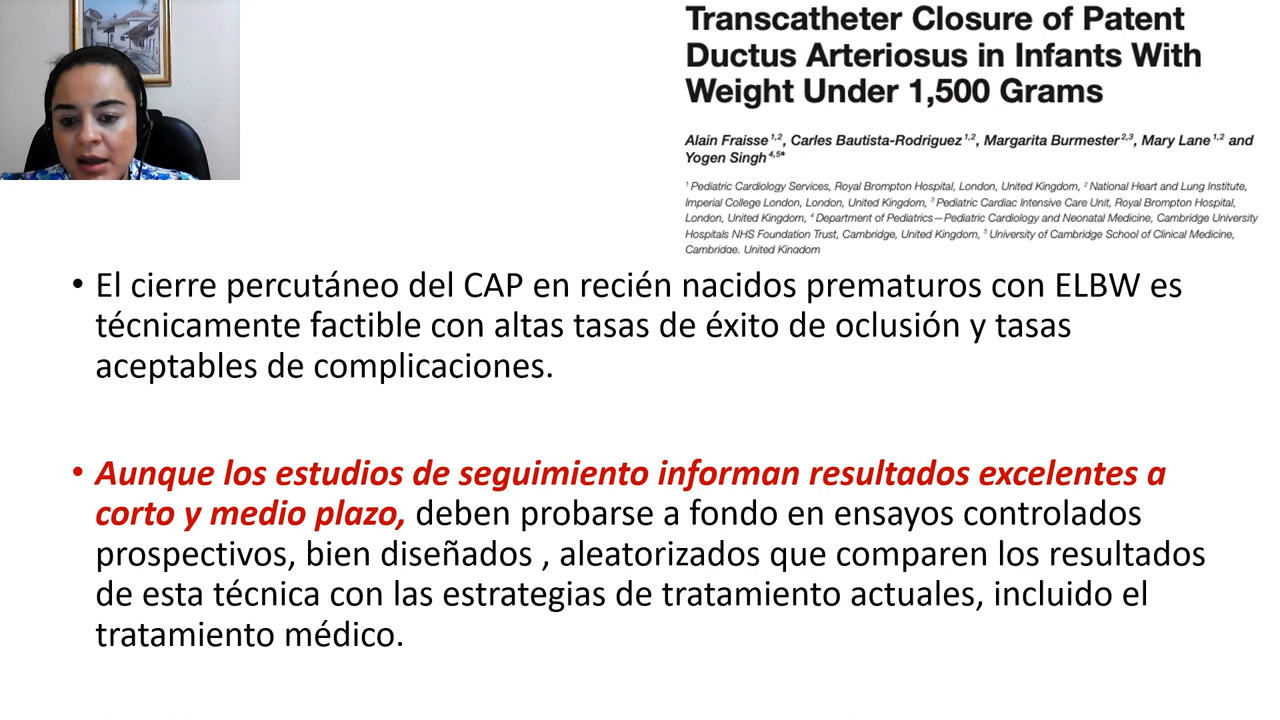 Transcatheter Closure of Patent
Ductus Arteriosus in Infants With
Weight Under 1,500 Grams
Alain Fraisse 1,2, Carles Bautista-Rodriguez 1,2, Margarita Burmester 2,3, Mary Lane 1,2 and
Yogen Singh 4,5*
1 Pediatric Cardiology Services, Royal Brompton Hospital, London, United Kingdom, 2 National Heart and Lung Institute,
Imperial College London, London, United Kingdom, 3 Pediatric Cardiac Intensive Care Unit, Royal Brompton Hospital,
London, United Kingdom, 4 Department of Pediatrics—Pediatric Cardiology and Neonatal Medicine, Cambridge University
Hospitals NHS Foundation Trust, Cambridge, United Kingdom, 5 University of Cambridge School of Clinical Medicine,
Cambridge, United Kingdom
• El cierre percutáneo del CAP en recién nacidos prematuros con ELBW es
técnicamente factible con altas tasas de éxito de oclusión y tasas
aceptables de complicaciones.
• Aunque los estudios de seguimiento informan resultados excelentes a
corto y medio plazo, deben probarse a fondo en ensayos controlados
prospectivos, bien diseñados , aleatorizados que comparen los resultados
de esta técnica con las estrategias de tratamiento actuales, incluido el
tratamiento médico.